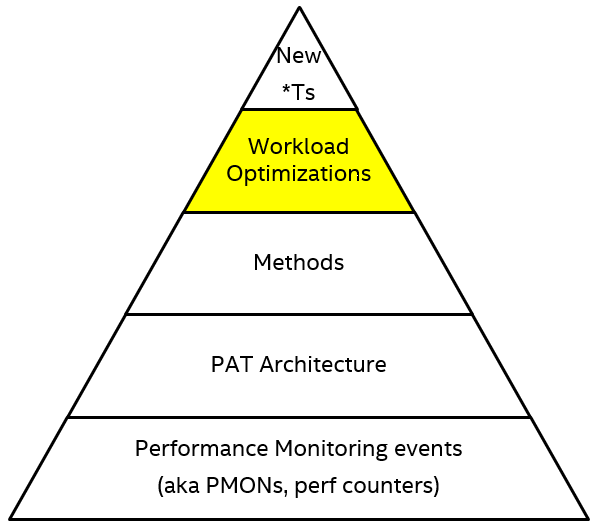 New
*Ts
Workload
Optimizations
Methods
PAT Architecture
Performance Monitoring events
(aka PMONs, perf counters)